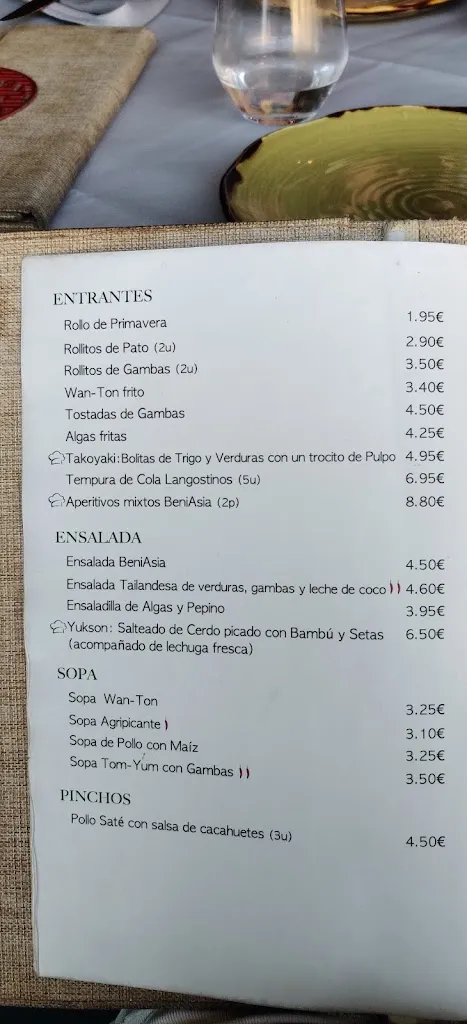 ENTRANTES
Rollo de Primavera 1.95€
Rollitos de Pato (2u) 2.90€
Rollitos de Gambas (2u) 3.50€
Wan-Ton frito 3.40€
Tostadas de Gambas 4.50€
Algas fritas 4.25€
Takoyaki: Bolitas de Trigo y Verduras con un trocito de Pulpo 4.95€
Tempura de Cola Langostinos (5u) 6.95€
Aperitivos mixtos BeniAsia (2p) 8.80€
ENSALADA
Ensalada BeniAsia 4.50€
Ensalada Tailandesa de verduras, gambas y leche de coco 4.60€
Ensaladilla de Algas y Pepino 3.95€
Yukson: Salteado de Cerdo picado con Bambú y Setas 6.50€
(acompañado de lechuga fresca)
SOPA
Sopa Wan-Ton 3.25€
Sopa Agripicante 3.10€
Sopa de Pollo con Maíz 3.25€
Sopa Tom-Yum con Gambas 3.50€
PINCHOS
Pollo Saté con salsa de cacahuetes (3u) 4.50€